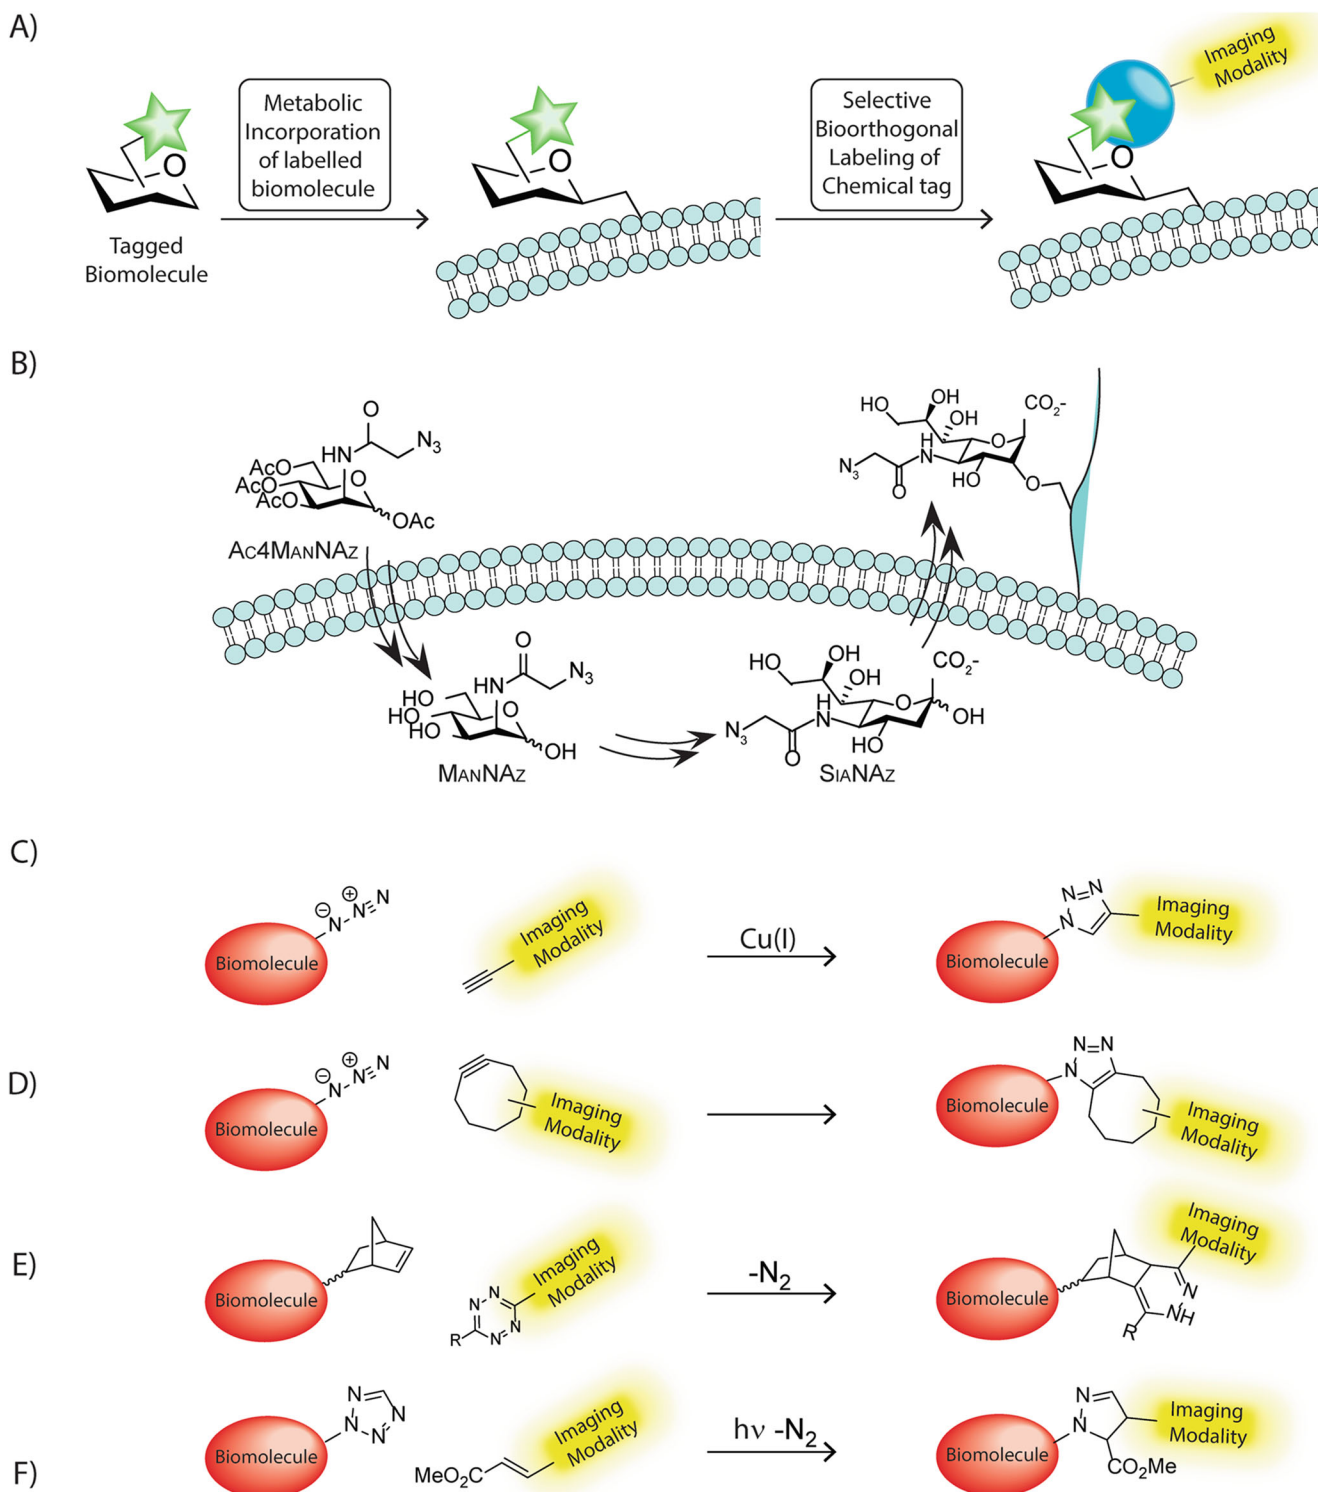 A)
Tagged
Biomolecule
O
Metabolic
Incorporation
of labelled
biomolecule
O
Selective
Bioorthogonal
Labeling of
Chemical tag
O
Imaging
Modality
B)
O
HN
N3
AcO
AcO
AcO
O
OAc
AC4MANNAZ
HO
OH
OH
CO2-
O
N3
H
N
O
HO
O
O
HN
N3
HO
HO
HO
O
OH
MANNAZ
HO
OH
OH
CO2-
O
OH
N3
H
N
O
HO
SIANAZ
C)
Biomolecule
N
N
N
Imaging
Modality
Cu(I)
Biomolecule
N=N
N
Imaging
Modality
D)
Biomolecule
N
N
N
Imaging
Modality
Biomolecule
N=N
N
Imaging
Modality
E)
Biomolecule
N
N
N
N
R
Imaging
Modality
-N2
Biomolecule
R
N
NH
Imaging
Modality
F)
Biomolecule
N
N
N
N
MeO2C
Imaging
Modality
hν -N2
Biomolecule
N
N
CO2Me
Imaging
Modality